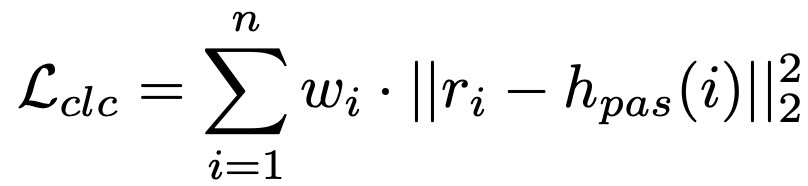 $\mathcal{L}_{clc} = \sum_{i=1}^{n} w_i \cdot ||r_i - h_{pas}(i)||_2^2$